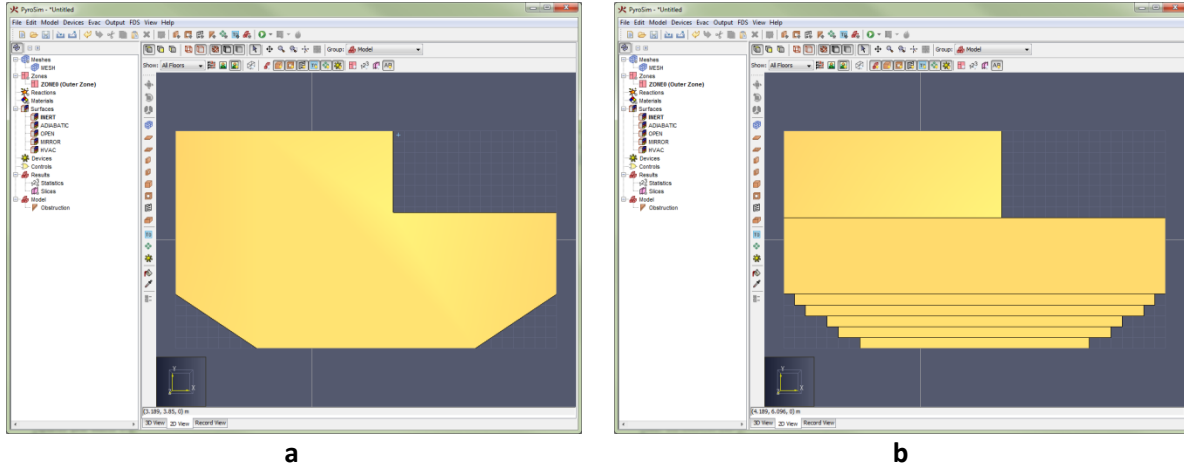 PyroSim - *Untitled
File Edit Model Devices Evac Output FDS View Help
Group: Model
Show: All Floors
Meshes
MESH
Zones
ZONE0 (Outer Zone)
Reactions
Materials
Surfaces
INERT
ADIABATIC
OPEN
MIRROR
HVAC
Devices
Controls
Results
Statistics
Slices
Model
Obstruction
X
[3.189, 3.85, 0] m
3D View 2D View Record View
a
PyroSim - *Untitled
File Edit Model Devices Evac Output FDS View Help
Group: Model
Show: All Floors
Meshes
MESH
Zones
ZONE0 (Outer Zone)
Reactions
Materials
Surfaces
INERT
ADIABATIC
OPEN
MIRROR
HVAC
Devices
Controls
Results
Statistics
Slices
Model
Obstruction
X
[4.189, 6.096, 0] m
3D View 2D View Record View
b